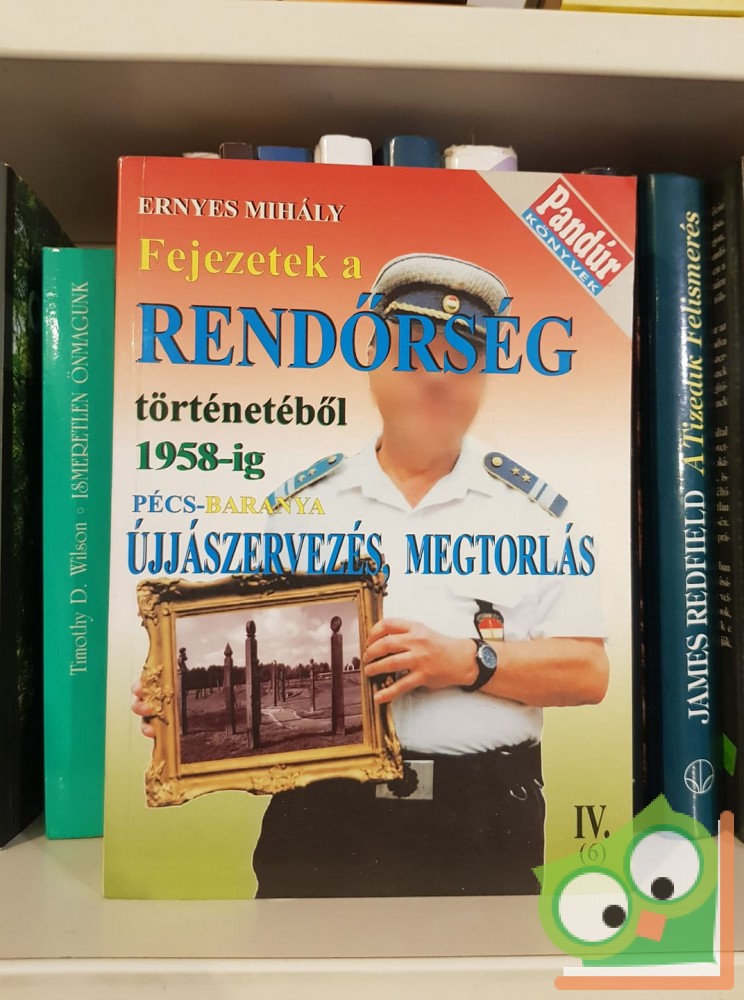 ERNYES MIHÁLY
Pandúr
KÖNYVEK
Fejezetek a
RENDŐRSÉG
történetéből
1958-ig
PÉCS-BARANYA
ÚJJÁSZERVEZÉS, MEGTORLÁS
IV.
(6)
Timothy D. Wilson ○ ISMERETLEN ÖNMAGUNK
JAMES REDFIELD A Tizedik Felismerés